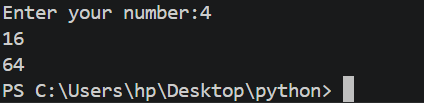 Enter your number:4
16
64
PS C:\Users\hp\Desktop\python>